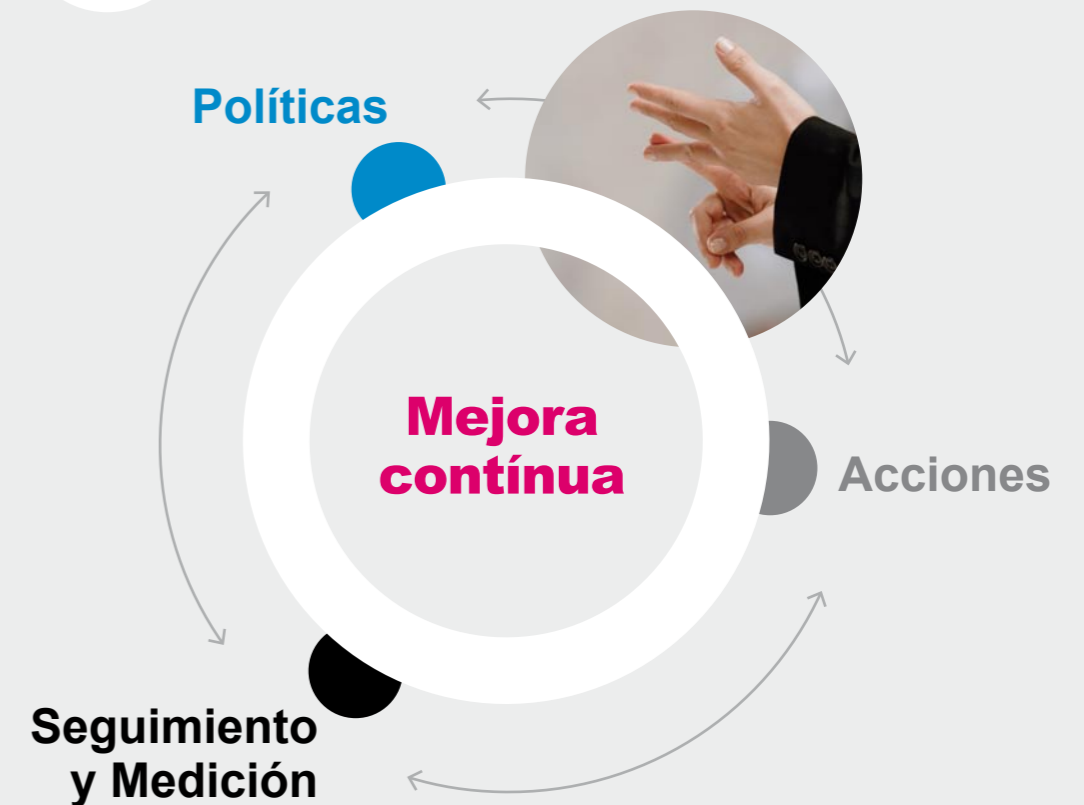 Políticas
Mejora
contínua
Acciones
Seguimiento
y Medición